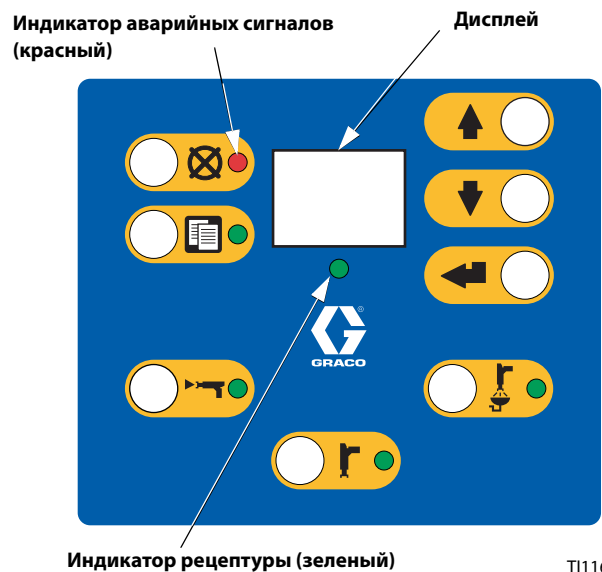 Индикатор аварийных сигналов
(красный)
Дисплей
®
GRACO
Индикатор рецептуры (зеленый)